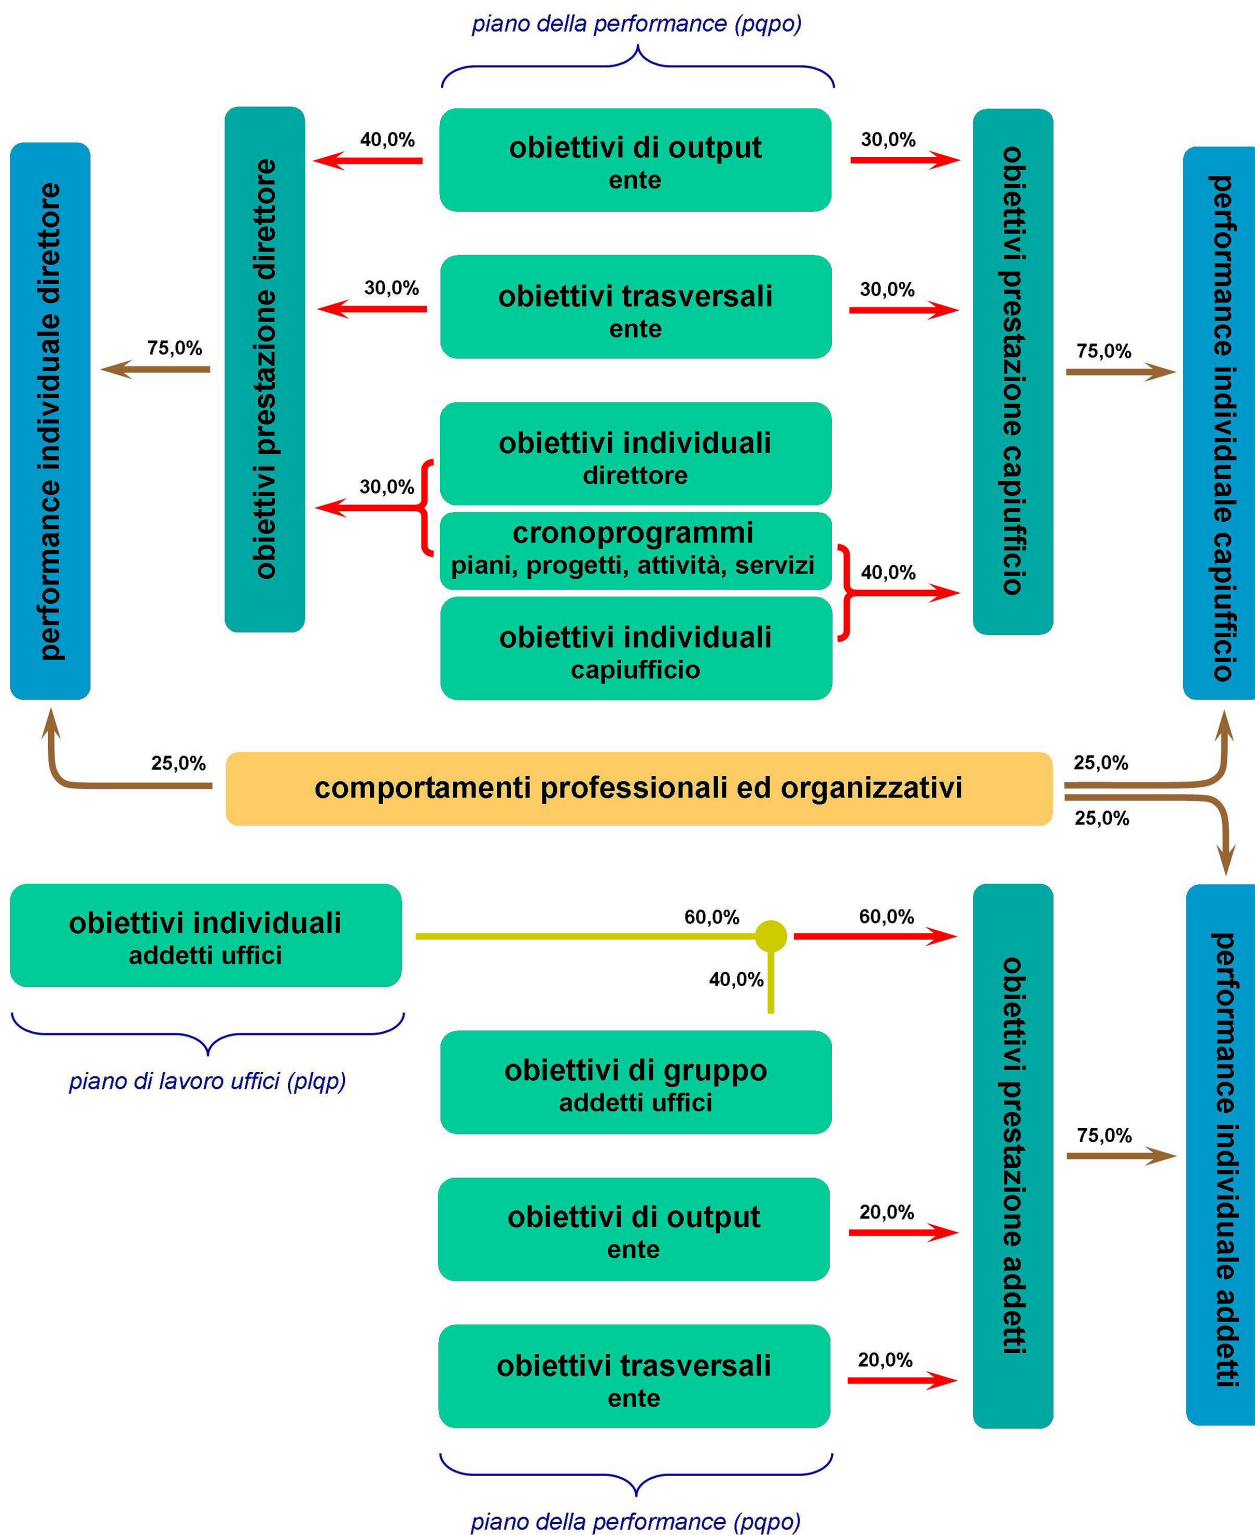 piano della performance (pqpo)
obiettivi di output
ente
40,0%
30,0%
obiettivi trasversali
ente
30,0%
30,0%
obiettivi individuali
direttore
30,0%
cronoprogrammi
piani, progetti, attività, servizi
40,0%
obiettivi individuali
capiufficio
performance individuale direttore
75,0%
obiettivi prestazione direttore
obiettivi prestazione capiufficio
75,0%
performance individuale capiufficio
25,0%
comportamenti professionali ed organizzativi
25,0%
25,0%
obiettivi individuali
addetti uffici
60,0%
60,0%
40,0%
piano di lavoro uffici (plqp)
obiettivi di gruppo
addetti uffici
obiettivi di output
ente
20,0%
obiettivi trasversali
ente
20,0%
obiettivi prestazione addetti
75,0%
performance individuale addetti
piano della performance (pqpo)